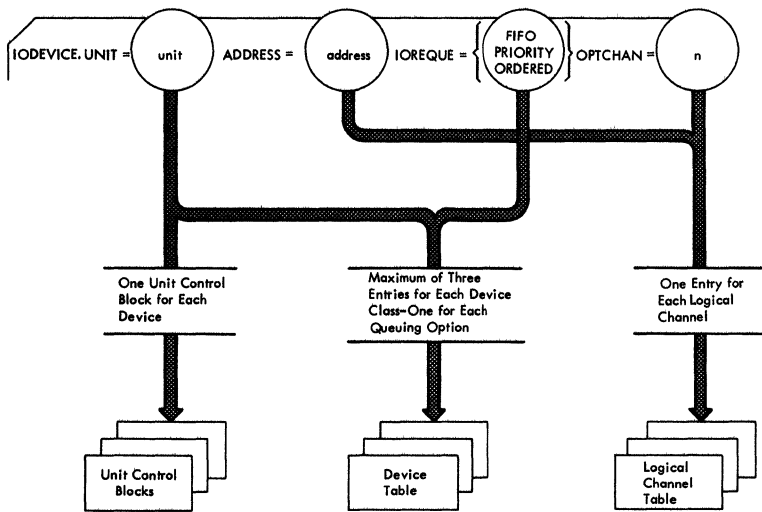 IODEVICE. UNIT = unit ADDRESS = address IOREQUE = { FIFO PRIORITY ORDERED } OPTCHAN = n
One Unit Control
Block for Each
Device
Maximum of Three
Entries for Each Device
Class-One for Each
Queuing Option
One Entry for
Each Logical
Channel
Unit Control
Blocks
Device
Table
Logical
Channel
Table